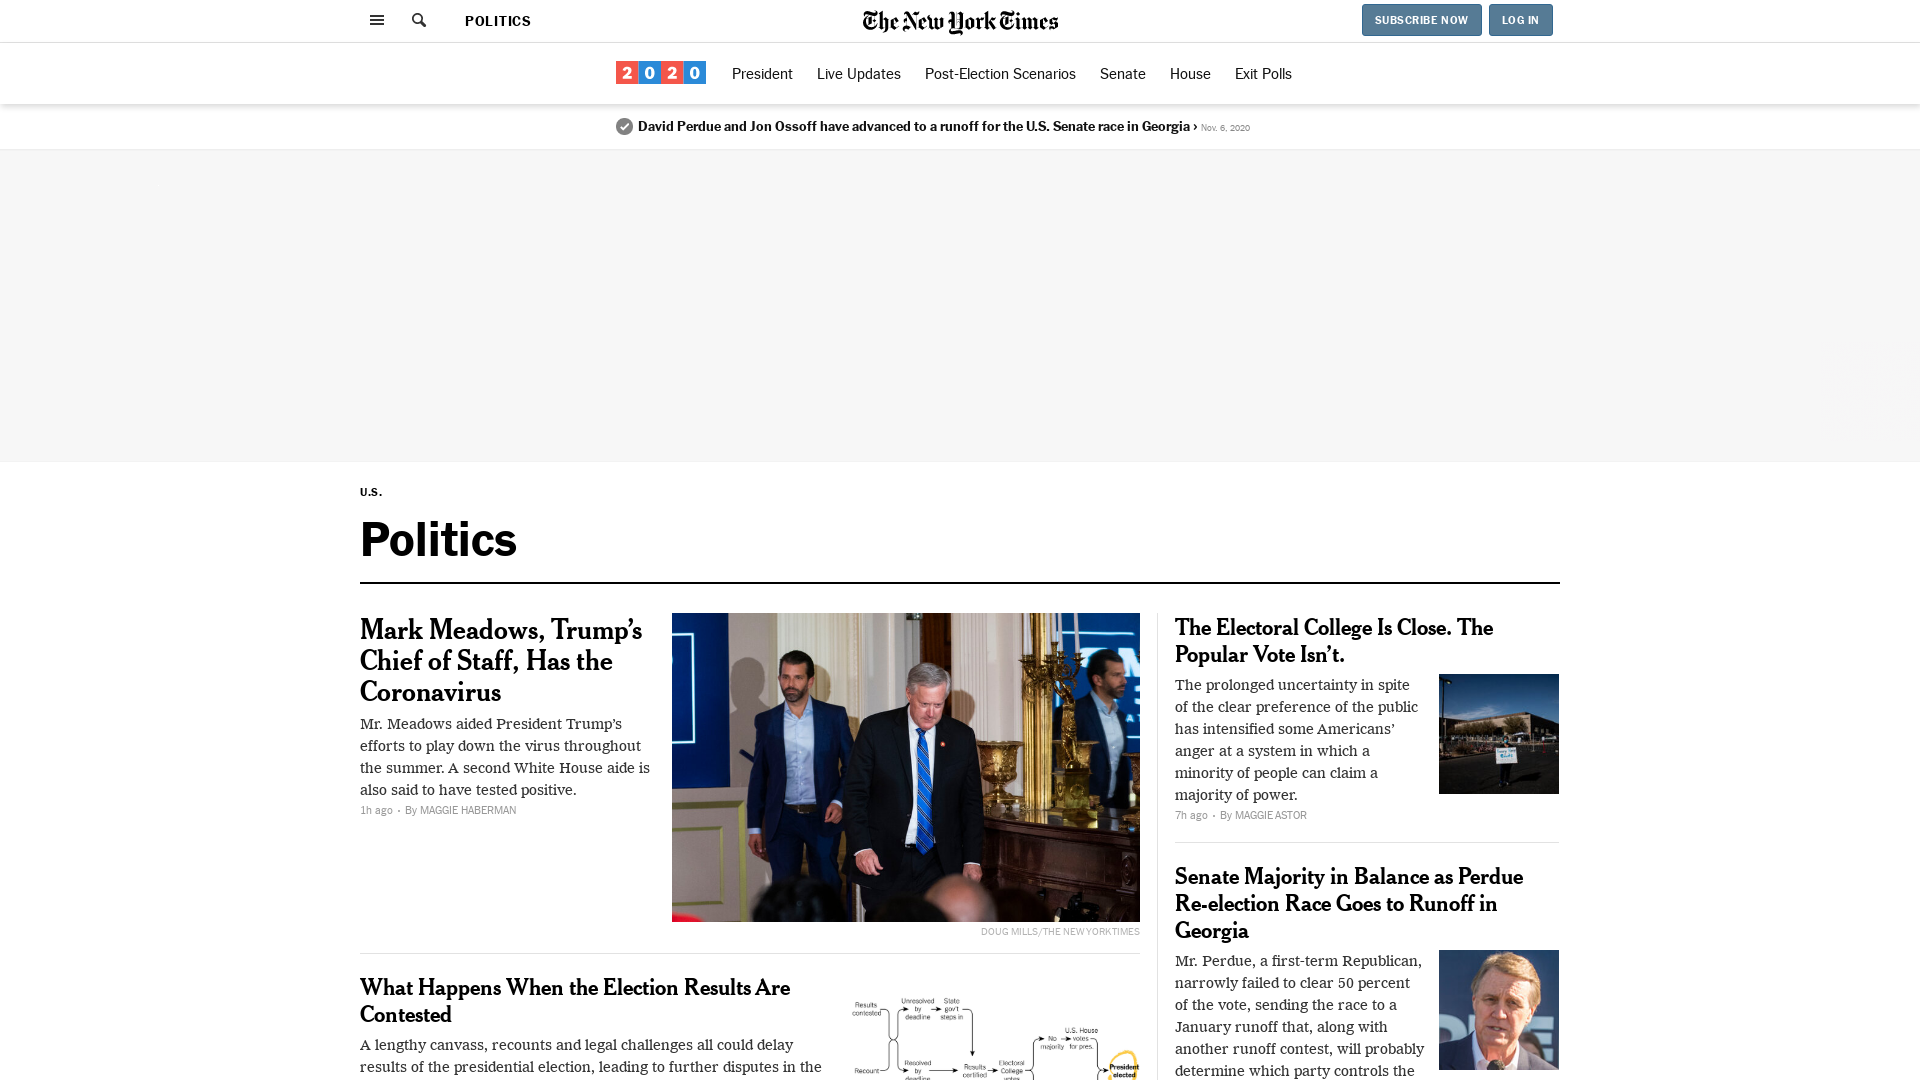 POLITICS
The New York Times
SUBSCRIBE NOW
LOG IN
2020
President
Live Updates
Post-Election Scenarios
Senate
House
Exit Polls
David Perdue and Jon Ossoff have advanced to a runoff for the U.S. Senate race in Georgia › Nov. 6, 2020
U.S.
Politics
Mark Meadows, Trump’s
Chief of Staff, Has the
Coronavirus
Mr. Meadows aided President Trump’s
efforts to play down the virus throughout
the summer. A second White House aide is
also said to have tested positive.
1h ago • By MAGGIE HABERMAN
DOUG MILLS/THE NEW YORK TIMES
What Happens When the Election Results Are
Contested
A lengthy canvass, recounts and legal challenges all could delay
results of the presidential election, leading to further disputes in the
Results
contested
Unresolved
by
deadline
State
gov't
steps in
Recount
Resolved
by
deadline
Results
certified
Electoral
College
votes
No
majority
U.S. House
votes
for pres.
President
elected
The Electoral College Is Close. The
Popular Vote Isn’t.
The prolonged uncertainty in spite
of the clear preference of the public
has intensified some Americans’
anger at a system in which a
minority of people can claim a
majority of power.
7h ago • By MAGGIE ASTOR
Senate Majority in Balance as Perdue
Re-election Race Goes to Runoff in
Georgia
Mr. Perdue, a first-term Republican,
narrowly failed to clear 50 percent
of the vote, sending the race to a
January runoff that, along with
another runoff contest, will probably
determine which party controls the